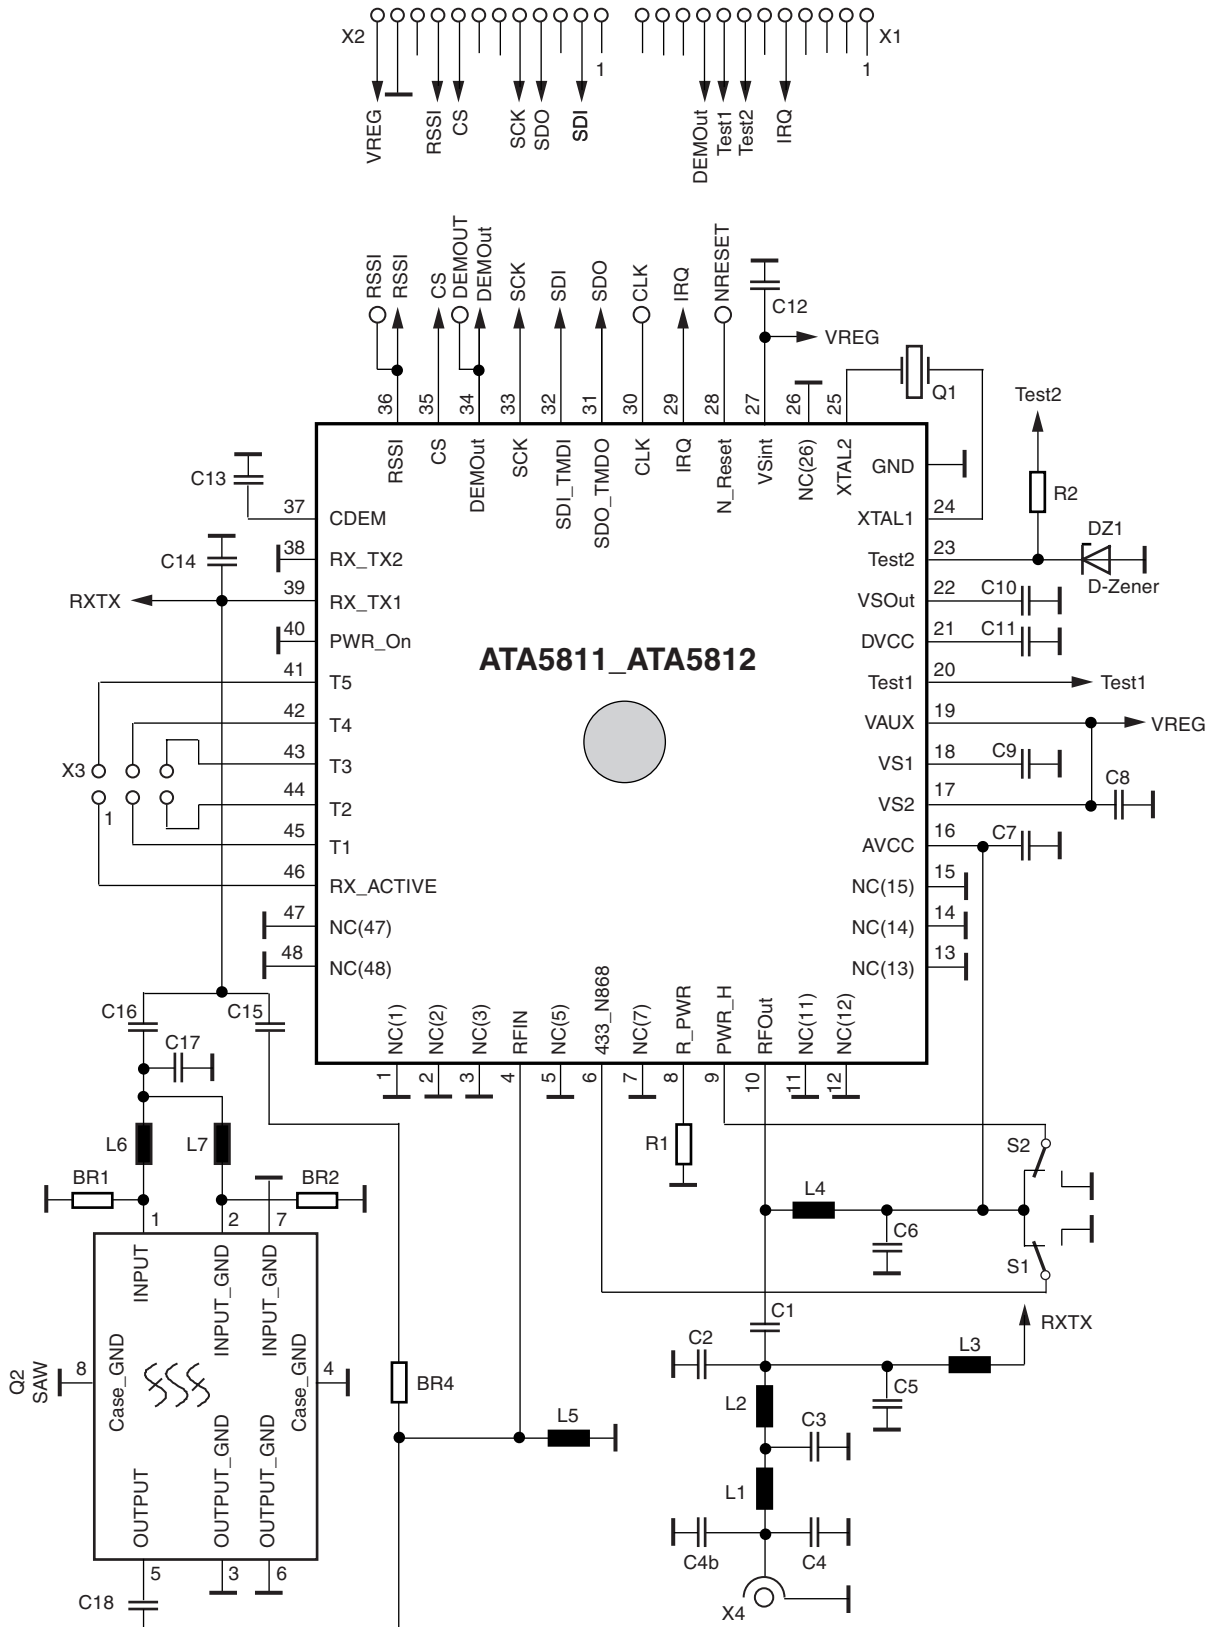 X2
1
X1
1
VREG
RSSI
CS
SCK
SDO
SDI
DEMOut
Test1
Test2
IRQ
RSSI
RSSI
CS
DEMOUT
DEMOut
SCK
SDI
SDO
CLK
IRQ
NRESET
C12
VREG
Q1
Test2
36
35
34
33
32
31
30
29
28
27
26
25
RSSI
CS
DEMOut
SCK
SDI_TMDI
SDO_TMDO
CLK
IRQ
N_Reset
VSint
NC(26)
XTAL2
GND
C13
37
CDEM
XTAL1
24
R2
C14
38
RX_TX2
Test2
23
DZ1
D-Zener
RXTX
39
RX_TX1
VSOut
22
C10
40
PWR_On
DVCC
21
C11
ATA5811_ATA5812
41
T5
Test1
20
Test1
42
T4
VAUX
19
VREG
X3
43
T3
VS1
18
C9
C8
1
44
T2
VS2
17
45
T1
AVCC
16
C7
46
RX_ACTIVE
NC(15)
15
47
NC(47)
NC(14)
14
48
NC(48)
NC(13)
13
NC(1)
NC(2)
NC(3)
RFIN
NC(5)
433_N868
NC(7)
R_PWR
PWR_H
RFOut
NC(11)
NC(12)
1
2
3
4
5
6
7
8
9
10
11
12
C16
C15
C17
L6
L7
R1
S2
BR1
BR2
L4
C6
S1
1
2
7
INPUT
INPUT_GND
INPUT_GND
Q2
SAW
8
Case_GND
Case_GND
4
BR4
C1
RXTX
C2
L3
C5
L2
L5
C3
L1
OUTPUT
OUTPUT_GND
OUTPUT_GND
C4b
C4
5
3
6
C18
X4